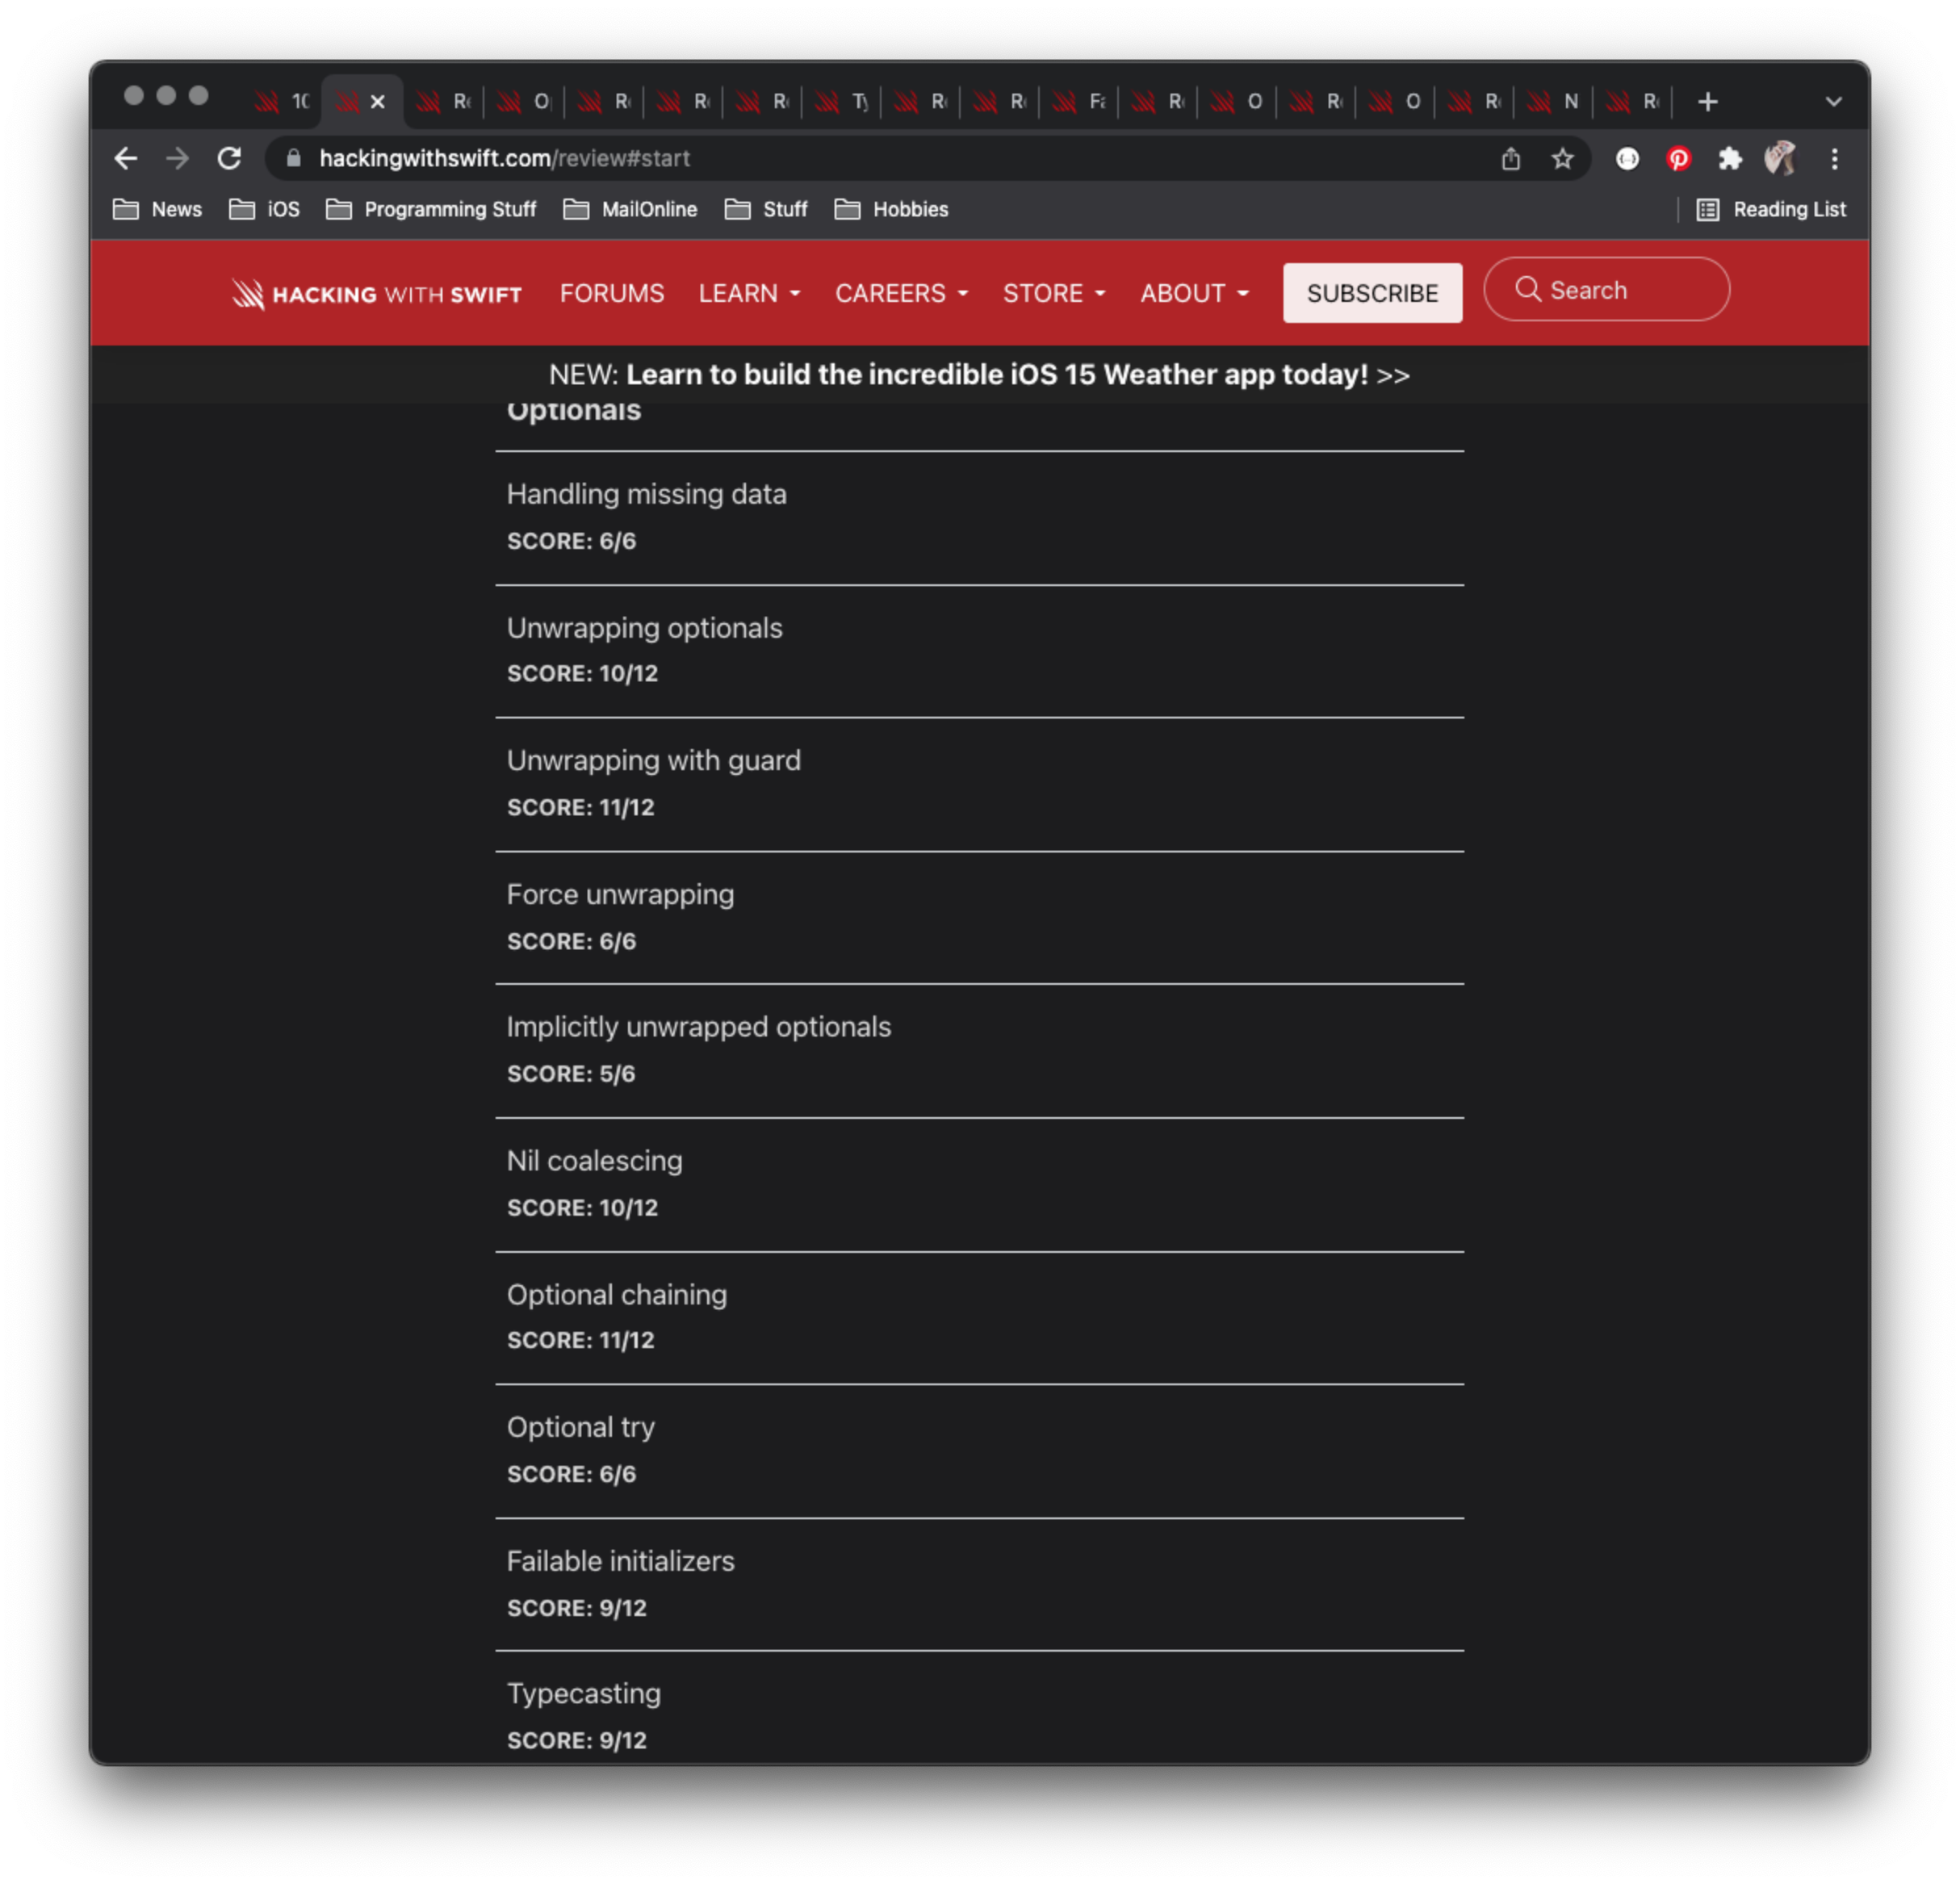 10
hackingwithswift.com/review#start
News iOS Programming Stuff MailOnline Stuff Hobbies Reading List
HACKING WITH SWIFT FORUMS LEARN CAREERS STORE ABOUT SUBSCRIBE Search
NEW: Learn to build the incredible iOS 15 Weather app today! >>
Optionals
Handling missing data
SCORE: 6/6
Unwrapping optionals
SCORE: 10/12
Unwrapping with guard
SCORE: 11/12
Force unwrapping
SCORE: 6/6
Implicitly unwrapped optionals
SCORE: 5/6
Nil coalescing
SCORE: 10/12
Optional chaining
SCORE: 11/12
Optional try
SCORE: 6/6
Failable initializers
SCORE: 9/12
Typecasting
SCORE: 9/12